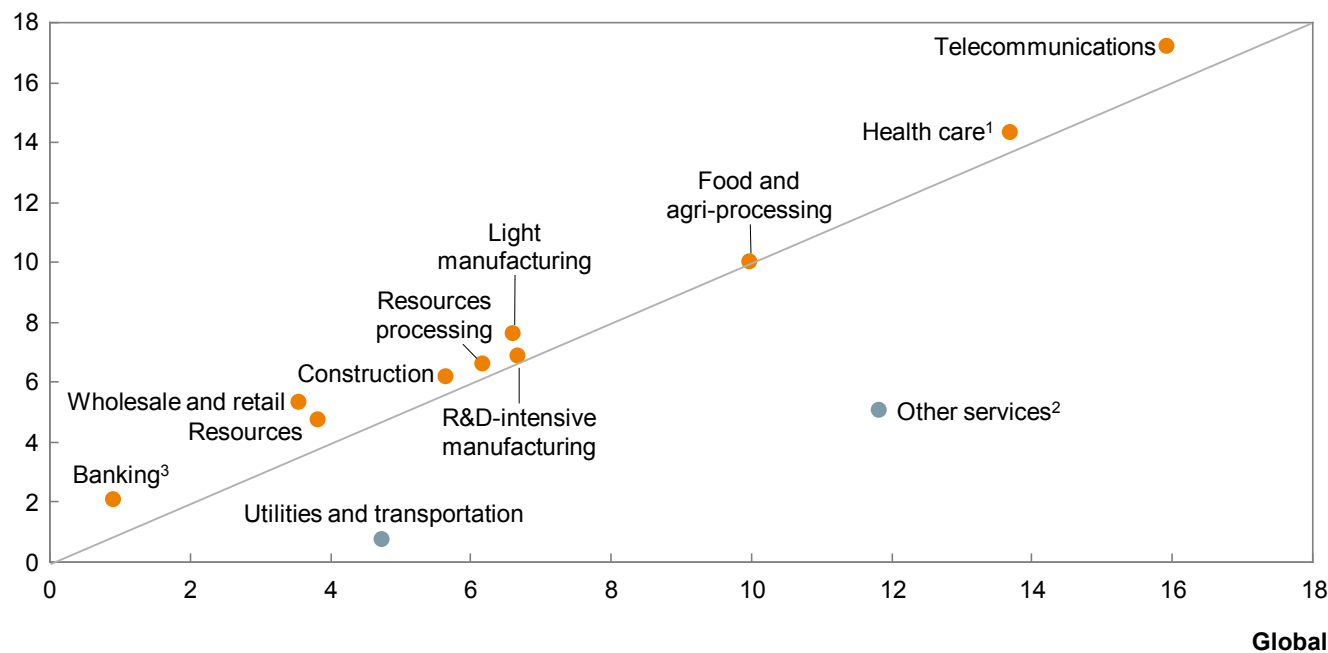 18
16
14
12
10
8
6
4
2
0
Telecommunications
Health care¹
Food and
agri-processing
Light
manufacturing
Resources
processing
Construction
Wholesale and retail
Resources
R&D-intensive
manufacturing
Other services²
Banking³
Utilities and transportation
0 2 4 6 8 10 12 14 16 18
Global